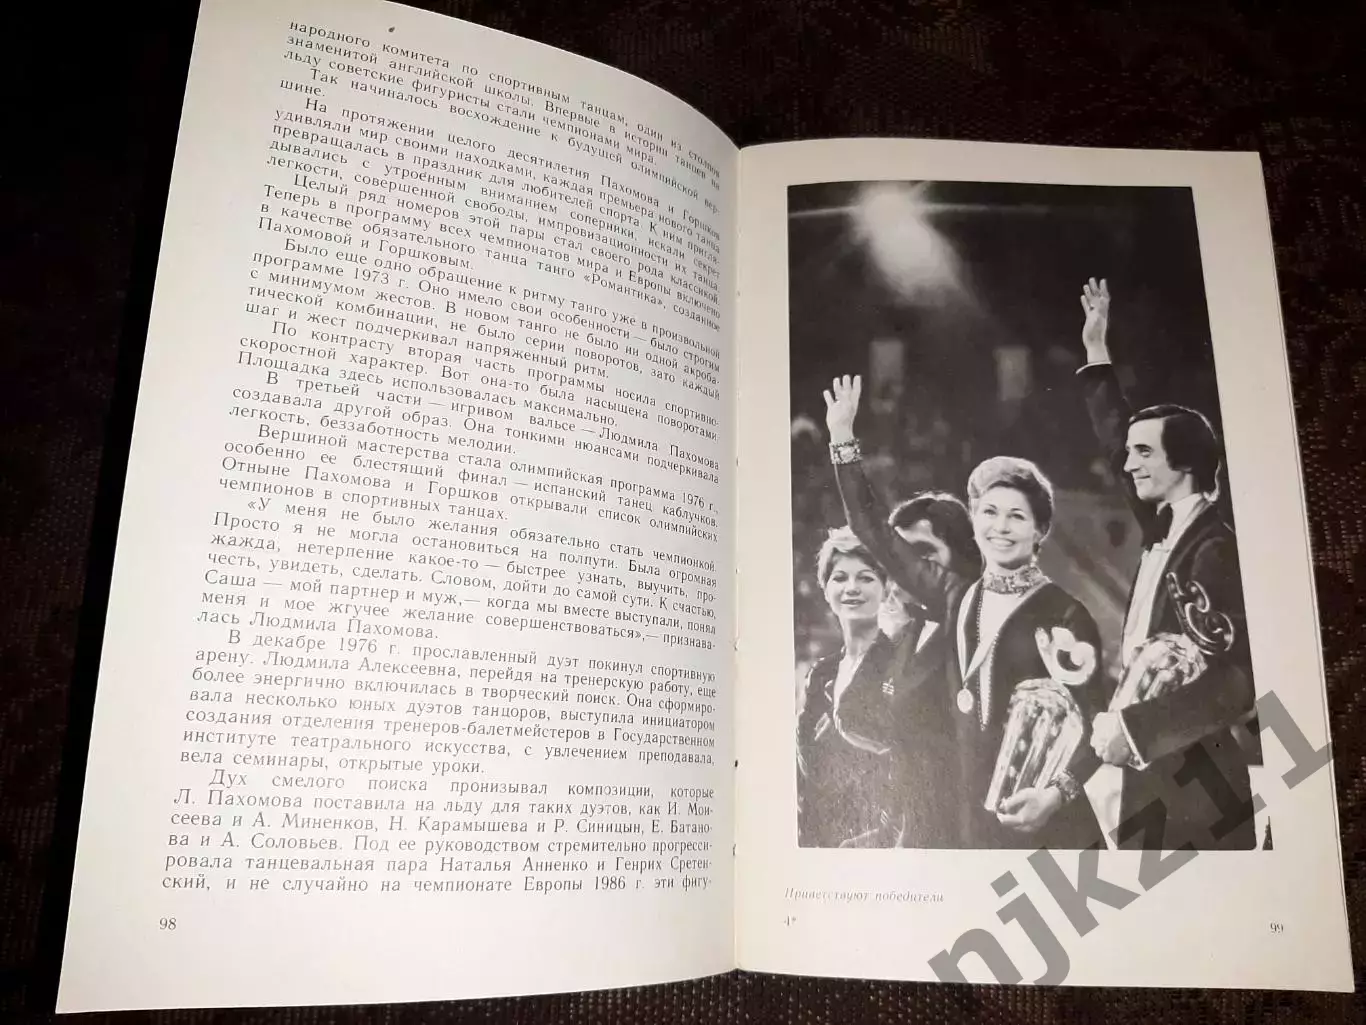 народного комитета по спортивным танцам, один из столпов
знаменитой английской школы. Впервые в истории танцев на
льду советские фигуристы стали чемпионами мира.
Так начиналось восхождение к будущей олимпийской вер-
шине.
На протяжении целого десятилетия Пахомова и Горшков
удивляли мир своими находками, каждая премьера нового танца
превращалась в праздник для любителей спорта. К ним пригля-
дывались с утроенным вниманием соперники, искали секрет
легкости, совершенной свободы, импровизационности их танца.
Целый ряд номеров этой пары стал своего рода классикой.
Теперь в программу всех чемпионатов мира и Европы включено
в качестве обязательного танца танго «Романтика», созданное
Пахомовой и Горшковым.
Было еще одно обращение к ритму танго уже в произвольной
программе 1973 г. Оно имело свои особенности — было строгим
с минимумом жестов. В новом танго не было ни одной акроба-
тической комбинации, не было серии поворотов, зато каждый
шаг и жест подчеркивал напряженный ритм.
По контрасту вторая часть программы носила спортивно-
скоростной характер. Вот она-то была насыщена поворотами.
Площадка здесь использовалась максимально.
В третьей части — игривом вальсе — Людмила Пахомова
создавала другой образ. Она тонкими нюансами подчеркивала
легкость, беззаботность мелодии.
Вершиной мастерства стала олимпийская программа 1976 г.,
особенно ее блестящий финал — испанский танец каблучков.
Отныне Пахомова и Горшков открывали список олимпийских
чемпионов в спортивных танцах.
«У меня не было желания обязательно стать чемпионкой.
Просто я не могла остановиться на полпути. Была огромная
жажда, нетерпение какое-то — быстрее узнать, выучить, про-
честь, увидеть, сделать. Словом, дойти до самой сути. К счастью,
Саша — мой партнер и муж,— когда мы вместе выступали, понял
меня и мое жгучее желание совершенствоваться»,— признава-
лась Людмила Пахомова.
В декабре 1976 г. прославленный дуэт покинул спортивную
арену. Людмила Алексеевна, перейдя на тренерскую работу, еще
более энергично включилась в творческий поиск. Она сформиро-
вала несколько юных дуэтов танцоров, выступила инициатором
создания отделения тренеров-балетмейстеров в Государственном
институте театрального искусства, с увлечением преподавала,
вела семинары, открытые уроки.
Дух смелого поиска пронизывал композиции, которые
Л. Пахомова поставила на льду для таких дуэтов, как И. Мои-
сеева и А. Миненков, Н. Карамышева и Р. Синицын, Е. Батано-
ва и А. Соловьев. Под ее руководством стремительно прогресси-
ровала танцевальная пара Наталья Анненко и Генрих Сретен-
ский, и не случайно на чемпионате Европы 1986 г. эти фигу-
98
Приветствуют победители
4*
99
njkz11